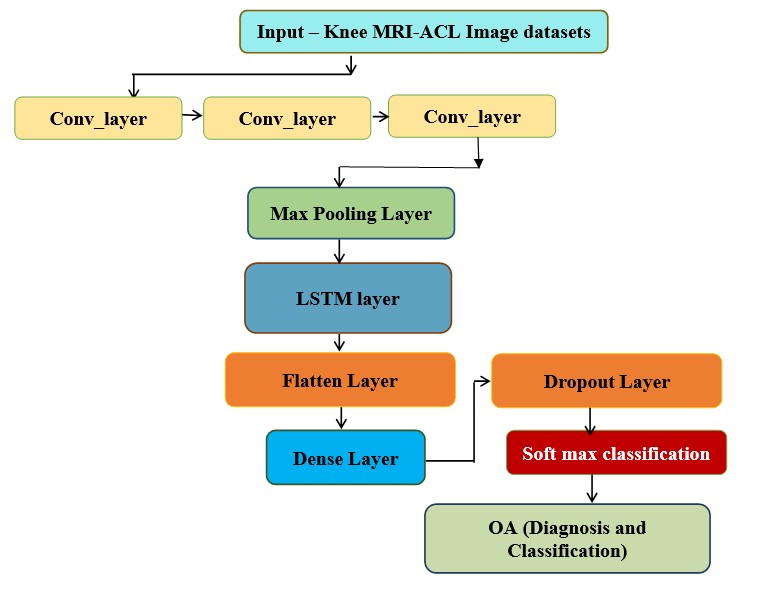 Input – Knee MRI-ACL Image datasets
Conv_layer
Conv_layer
Conv_layer
Max Pooling Layer
LSTM layer
Flatten Layer
Dense Layer
Dropout Layer
Soft max classification
OA (Diagnosis and
Classification)